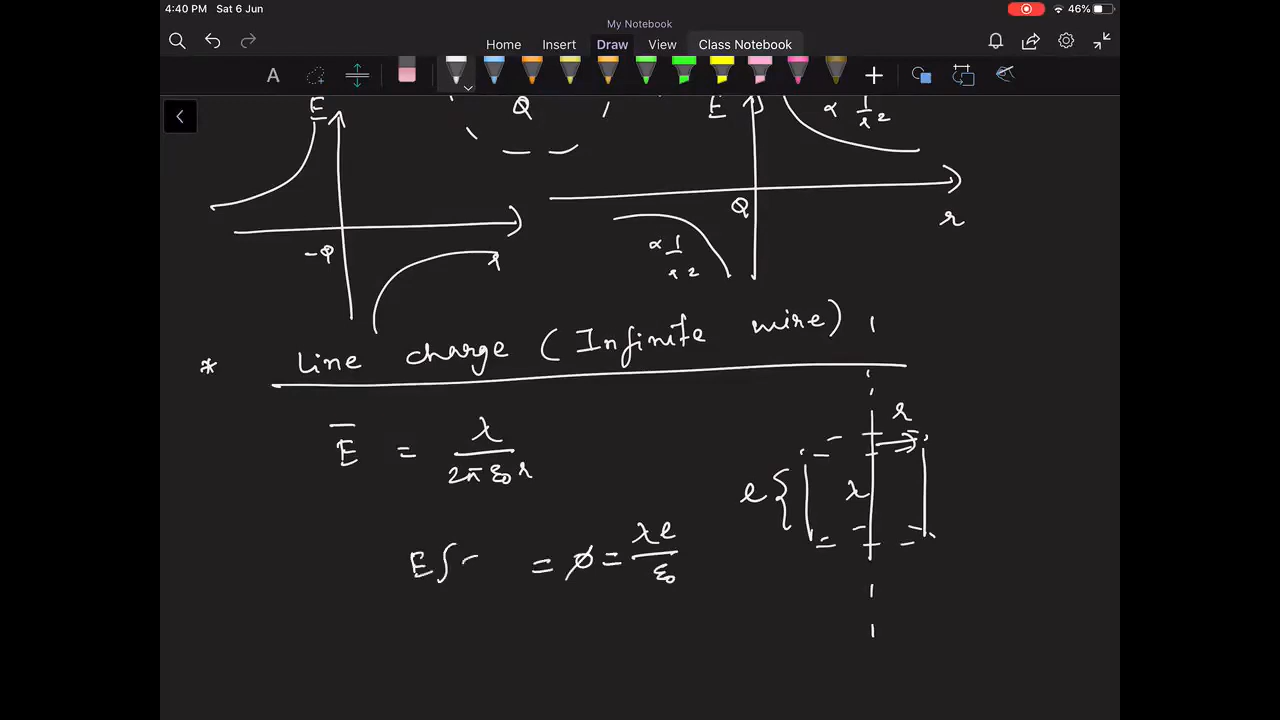 4:40 PM Sat 6 Jun
46%
My Notebook
Home Insert Draw View Class Notebook
A
E Q E ∝ 1/r²
-Q r
Q r
∝ 1/r²
* Line charge (Infinite wire)
E̅ = λ/(2πε₀r)
r
l { λ
E∫ = ϕ = λl/ε₀